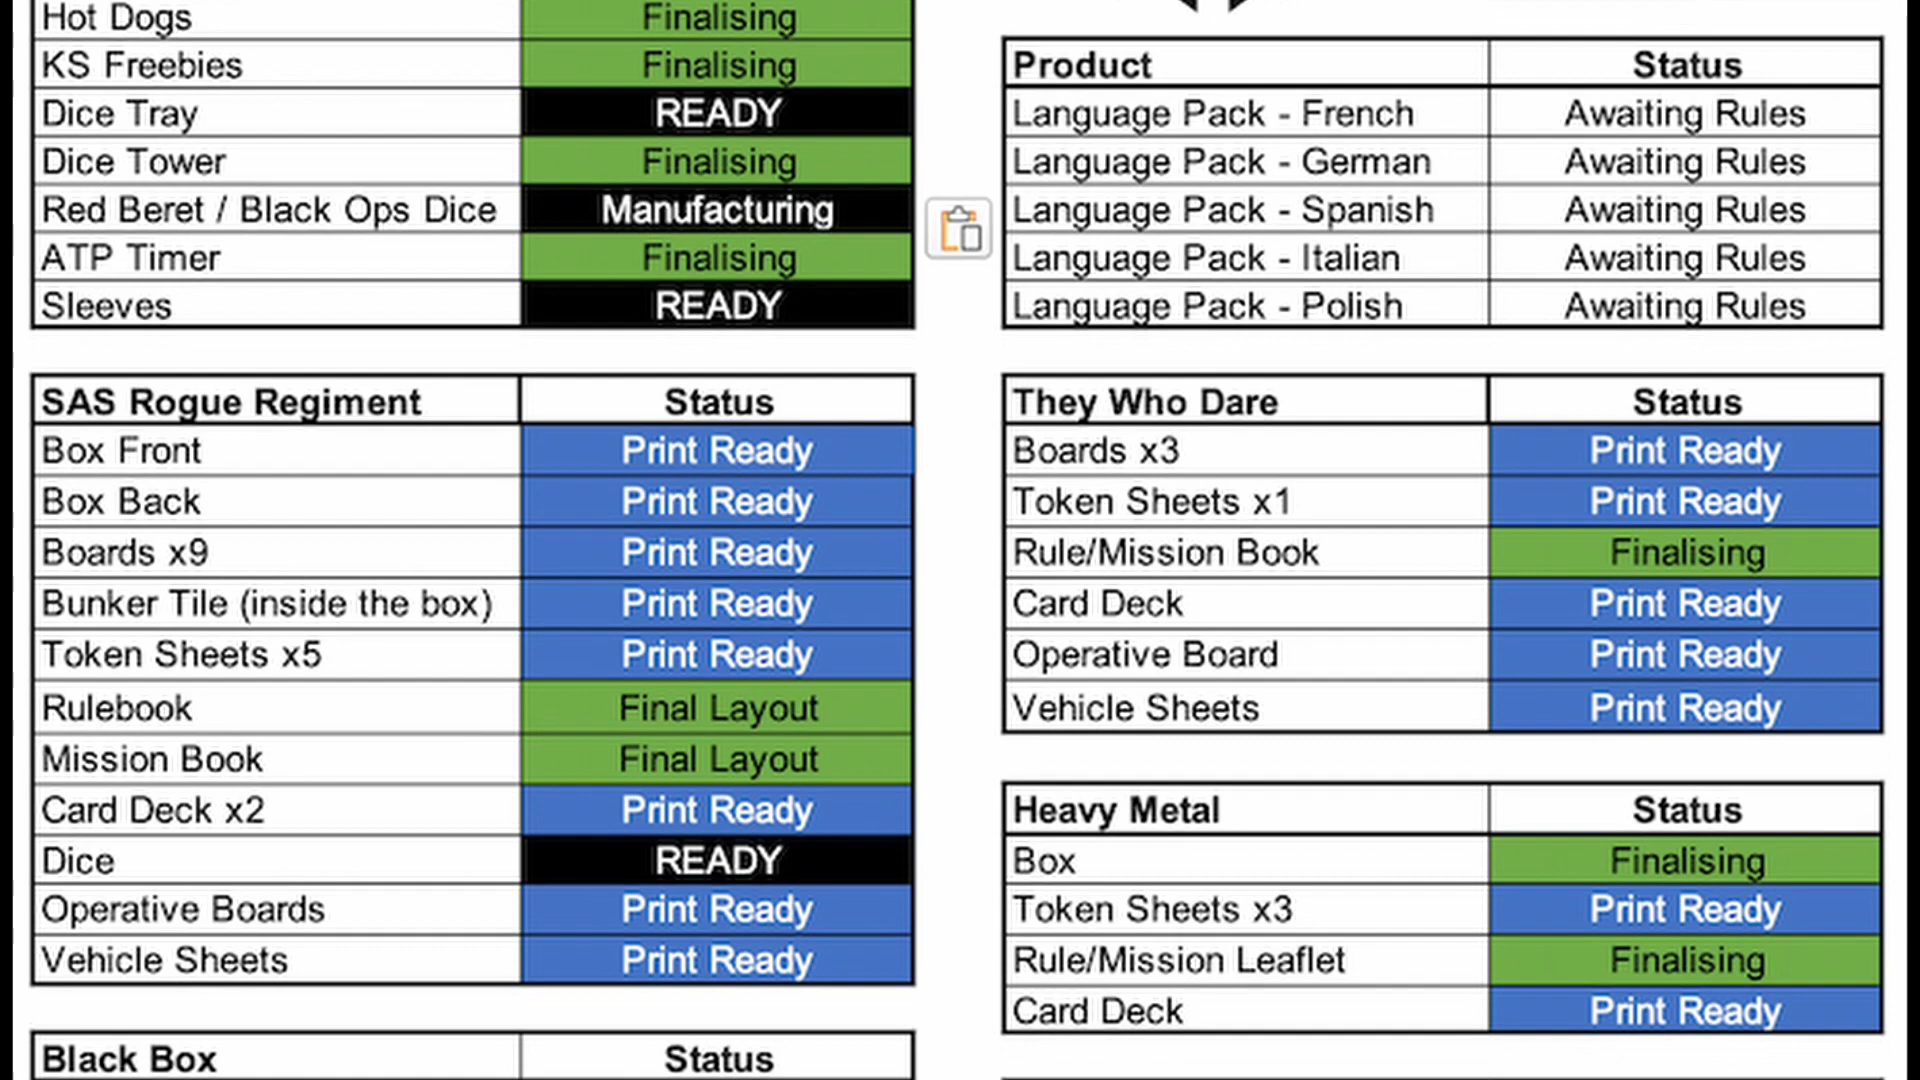 Hot Dogs Finalising
KS Freebies Finalising
Dice Tray READY
Dice Tower Finalising
Red Beret / Black Ops Dice Manufacturing
ATP Timer Finalising
Sleeves READY
Product Status
Language Pack - French Awaiting Rules
Language Pack - German Awaiting Rules
Language Pack - Spanish Awaiting Rules
Language Pack - Italian Awaiting Rules
Language Pack - Polish Awaiting Rules
SAS Rogue Regiment Status
Box Front Print Ready
Box Back Print Ready
Boards x9 Print Ready
Bunker Tile (inside the box) Print Ready
Token Sheets x5 Print Ready
Rulebook Final Layout
Mission Book Final Layout
Card Deck x2 Print Ready
Dice READY
Operative Boards Print Ready
Vehicle Sheets Print Ready
They Who Dare Status
Boards x3 Print Ready
Token Sheets x1 Print Ready
Rule/Mission Book Finalising
Card Deck Print Ready
Operative Board Print Ready
Vehicle Sheets Print Ready
Heavy Metal Status
Box Finalising
Token Sheets x3 Print Ready
Rule/Mission Leaflet Finalising
Card Deck Print Ready
Black Box Status